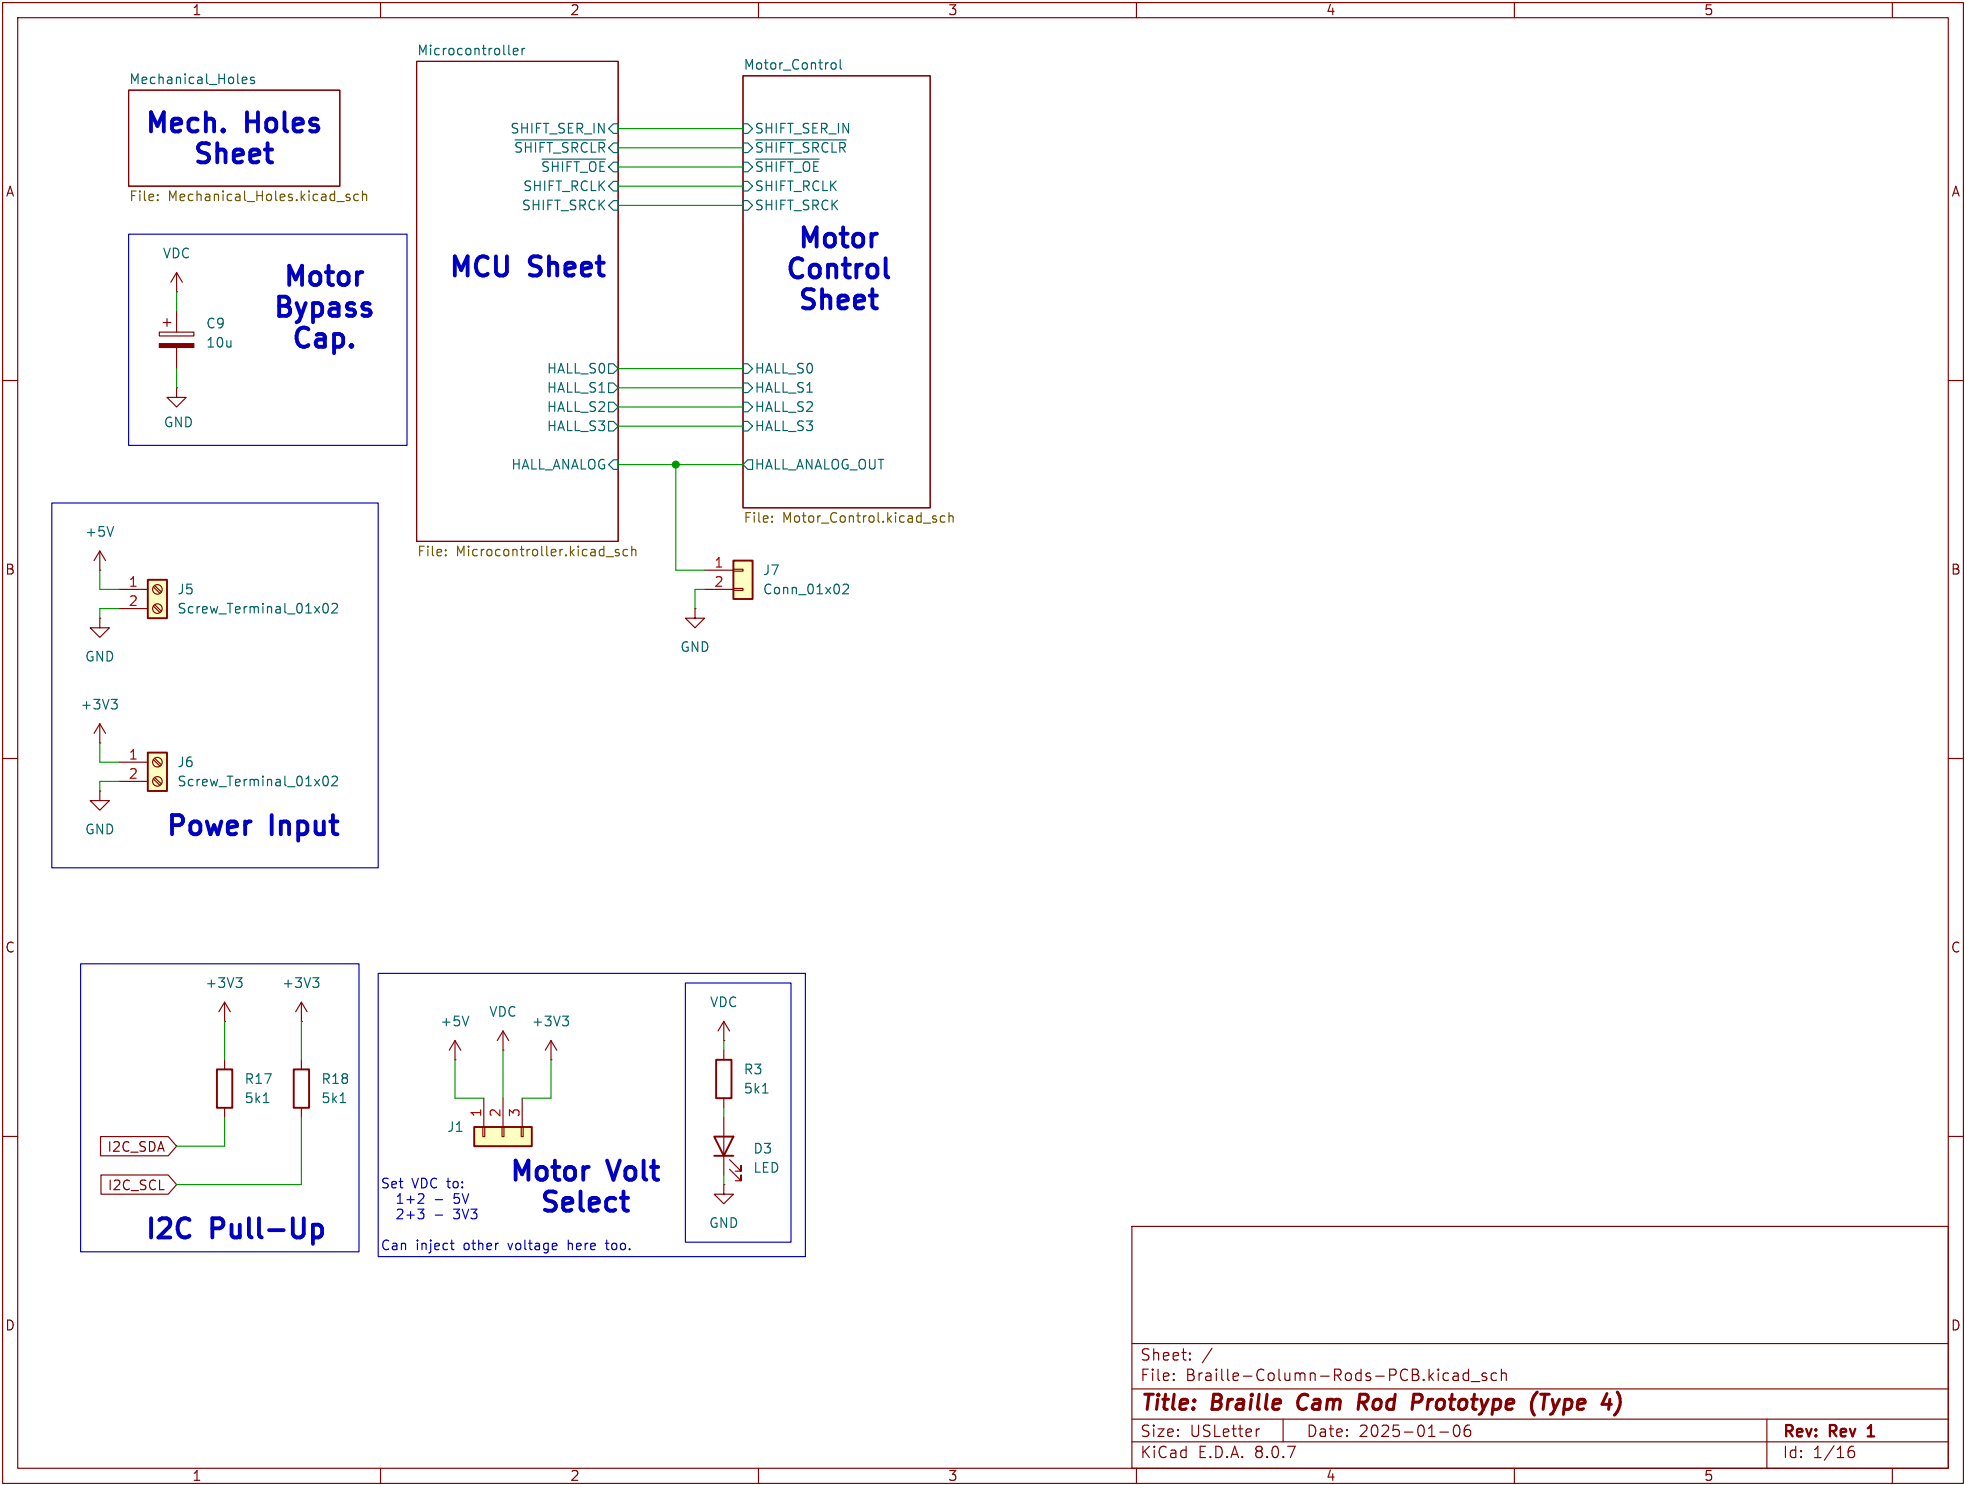 1 2 3 4 5
A A
B B
C C
D D
Mechanical_Holes
Mech. Holes
Sheet
File: Mechanical_Holes.kicad_sch
VDC
C9
10u
GND
Motor
Bypass
Cap.
Microcontroller
SHIFT_SER_IN
SHIFT_SRCLR
SHIFT_OE
SHIFT_RCLK
SHIFT_SRCK
MCU Sheet
HALL_S0
HALL_S1
HALL_S2
HALL_S3
HALL_ANALOG
File: Microcontroller.kicad_sch
Motor_Control
SHIFT_SER_IN
SHIFT_SRCLR
SHIFT_OE
SHIFT_RCLK
SHIFT_SRCK
Motor
Control
Sheet
HALL_S0
HALL_S1
HALL_S2
HALL_S3
HALL_ANALOG_OUT
File: Motor_Control.kicad_sch
1
2
J7
Conn_01x02
GND
+5V
1
2
J5
Screw_Terminal_01x02
GND
+3V3
1
2
J6
Screw_Terminal_01x02
GND
Power Input
+3V3 +3V3
R17
5k1
R18
5k1
I2C_SDA
I2C_SCL
I2C Pull-Up
+5V VDC +3V3
1 2 3
J1
Motor Volt
Select
Set VDC to:
1+2 - 5V
2+3 - 3V3
Can inject other voltage here too.
VDC
R3
5k1
D3
LED
GND
Sheet: /
File: Braille-Column-Rods-PCB.kicad_sch
Title: Braille Cam Rod Prototype (Type 4)
Size: USLetter Date: 2025-01-06 Rev: Rev 1
KiCad E.D.A. 8.0.7 Id: 1/16
1 2 3 4 5